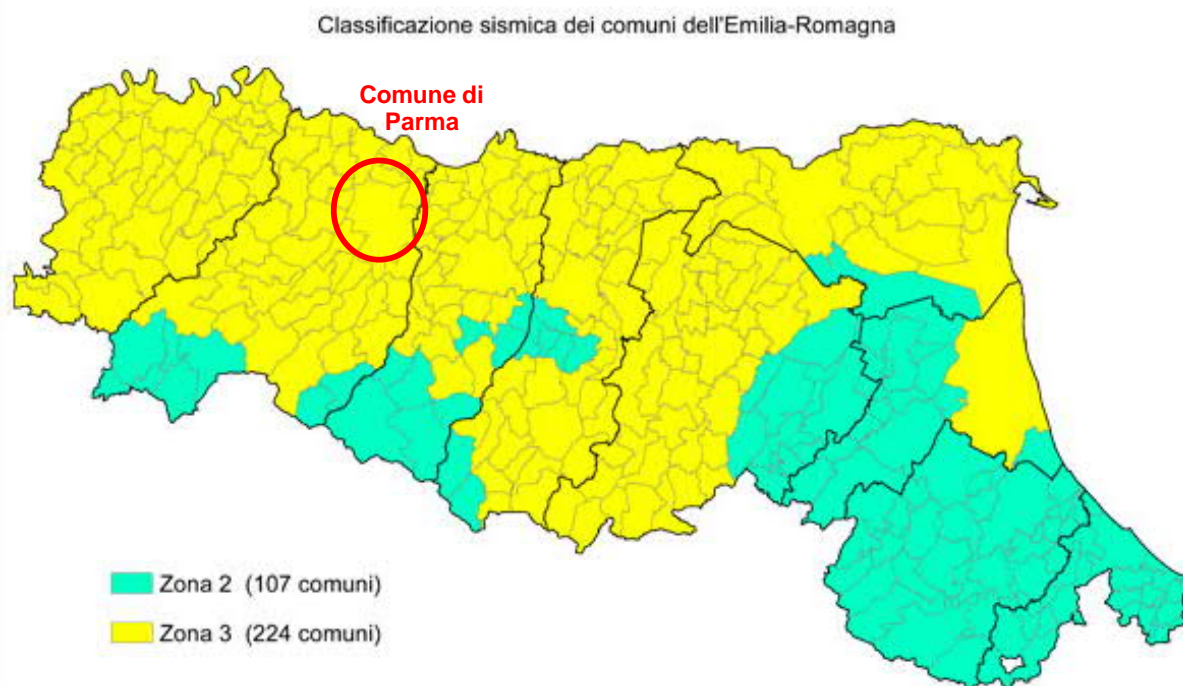 Classificazione sismica dei comuni dell'Emilia-Romagna
Comune di
Parma
Zona 2 (107 comuni)
Zona 3 (224 comuni)